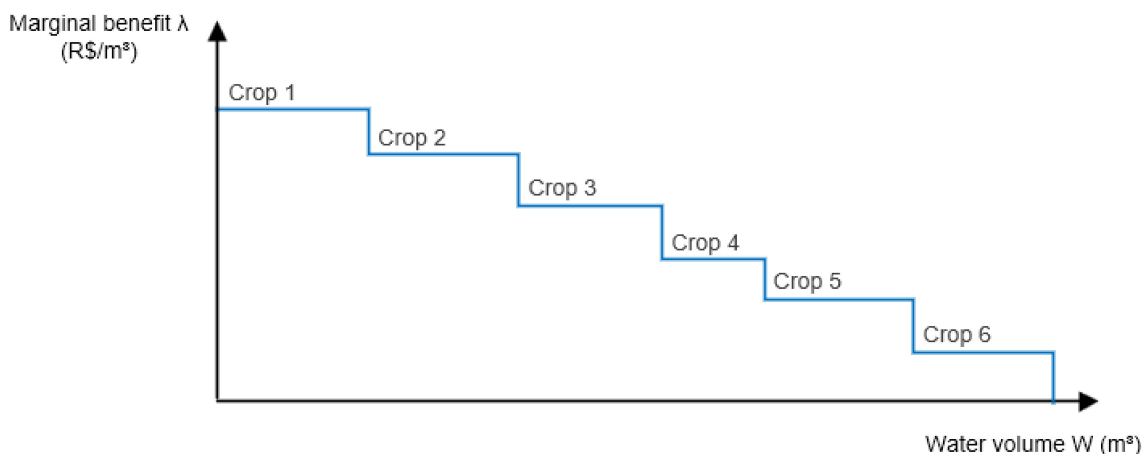 Marginal benefit λ
(R$/m³)
Crop 1
Crop 2
Crop 3
Crop 4
Crop 5
Crop 6
Water volume W (m³)